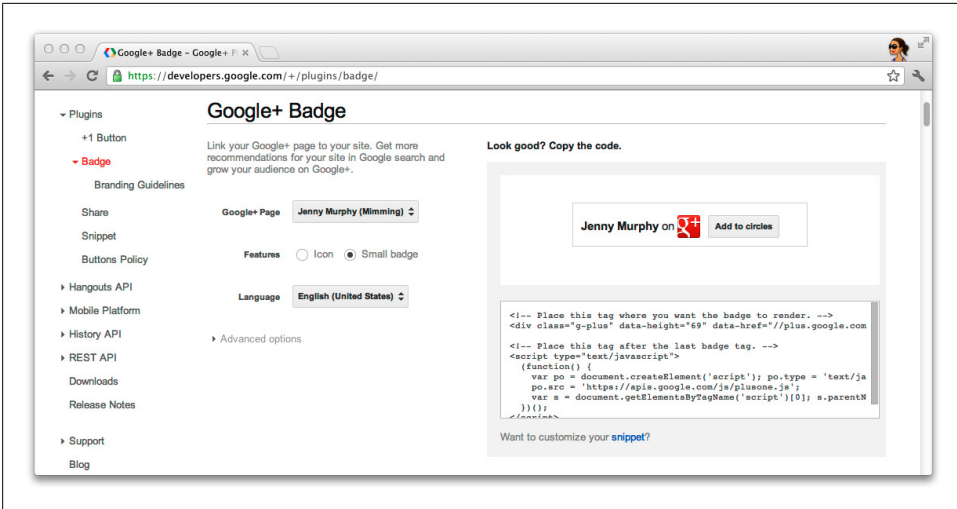 Google+ Badge – Google+ Pl
https://developers.google.com/+/plugins/badge/
Plugins
+1 Button
Badge
Branding Guidelines
Share
Snippet
Buttons Policy
Hangouts API
Mobile Platform
History API
REST API
Downloads
Release Notes
Support
Blog
Google+ Badge
Link your Google+ page to your site. Get more
recommendations for your site in Google search and
grow your audience on Google+.
Google+ Page Jenny Murphy (Mimming)
Features Icon Small badge
Language English (United States)
Advanced options
Look good? Copy the code.
Jenny Murphy on g+ Add to circles
<!-- Place this tag where you want the badge to render. -->
<div class="g-plus" data-height="69" data-href="//plus.google.com
<!-- Place this tag after the last badge tag. -->
<script type="text/javascript">
(function() {
var po = document.createElement('script'); po.type = 'text/ja
po.src = 'https://apis.google.com/js/plusone.js';
var s = document.getElementsByTagName('script')[0]; s.parentN
})();
</script>
Want to customize your snippet?